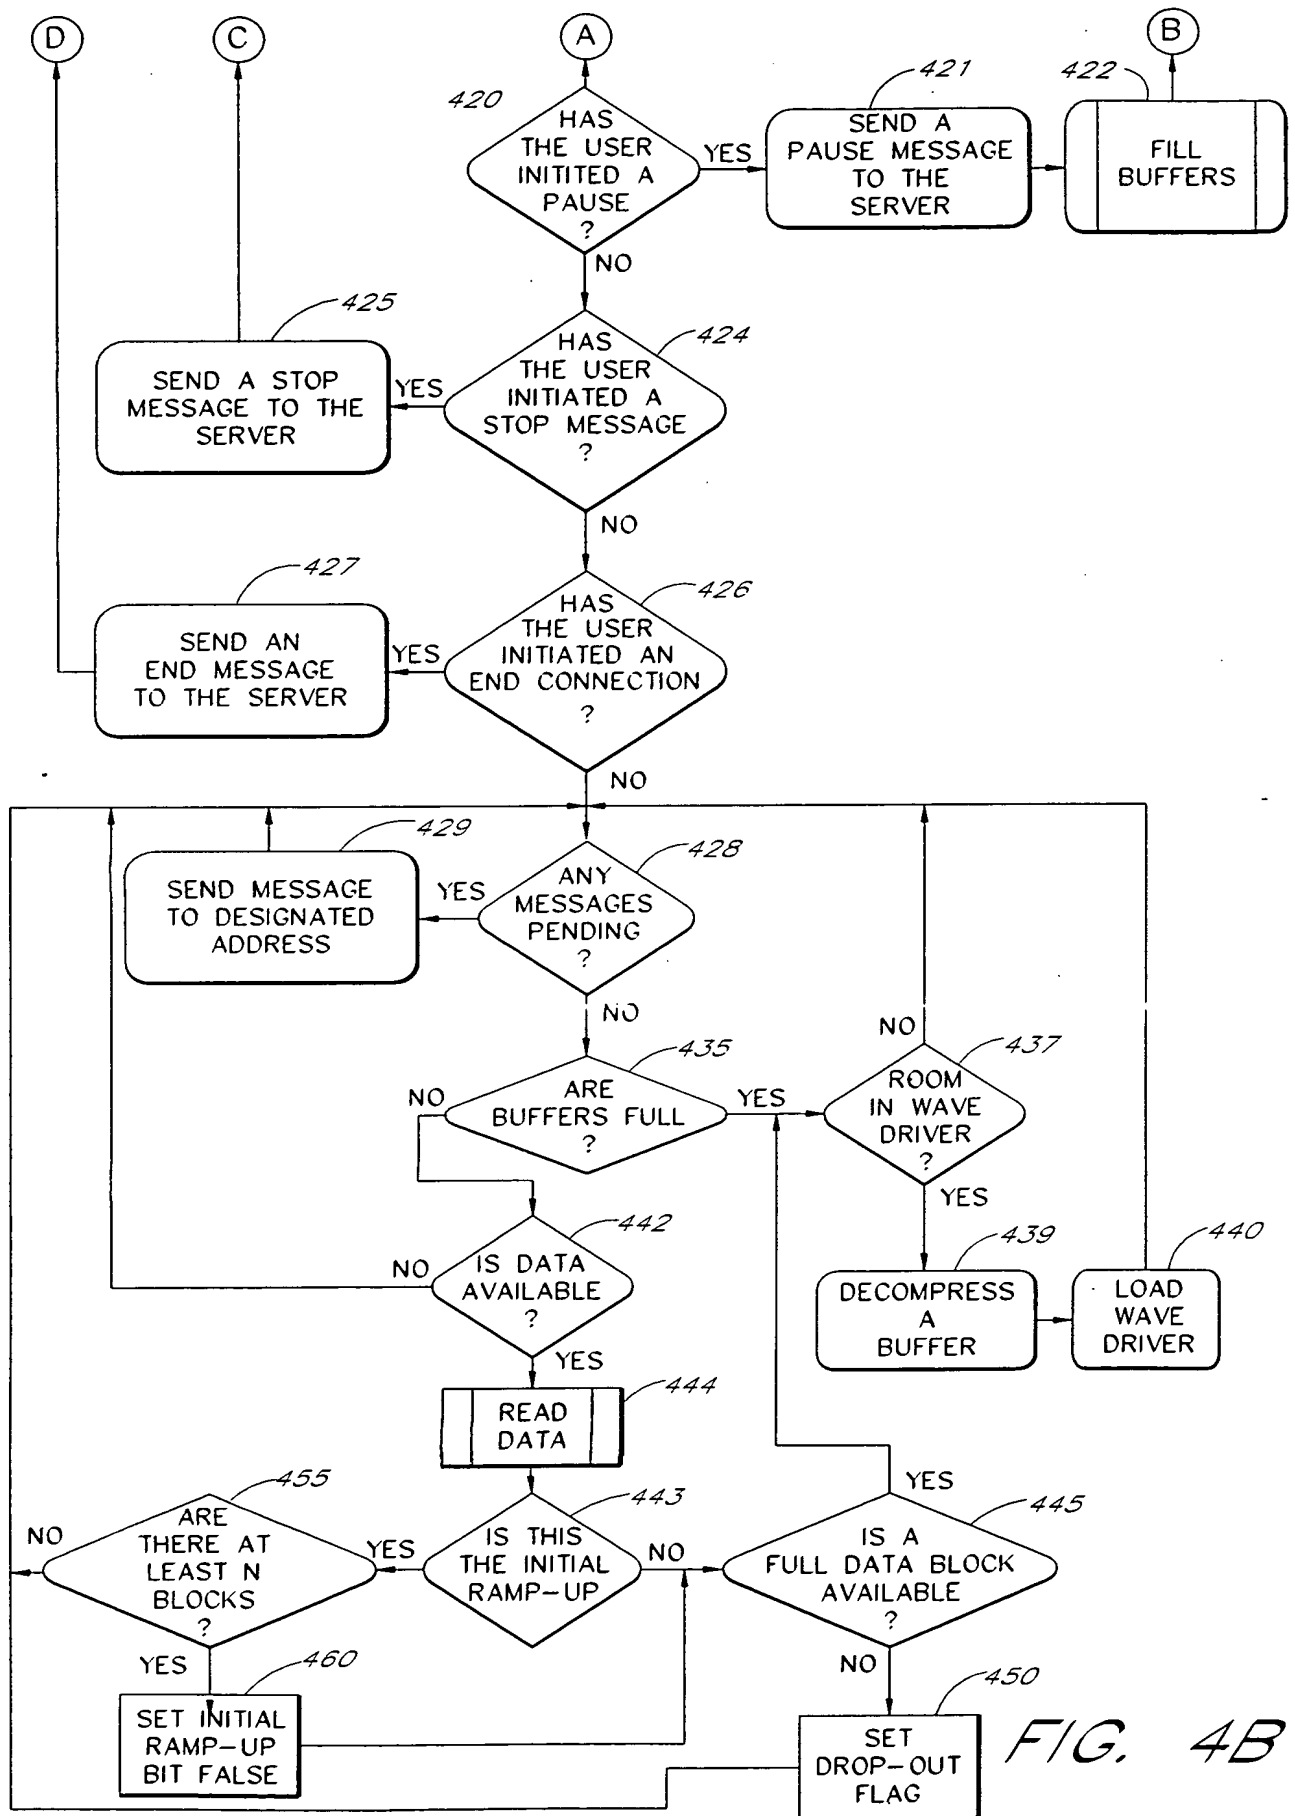 D
C
A
B
420
HAS
THE USER
INITITED A
PAUSE
?
YES
421
SEND A
PAUSE MESSAGE
TO THE
SERVER
422
FILL
BUFFERS
NO
425
SEND A STOP
MESSAGE TO THE
SERVER
YES
424
HAS
THE USER
INITIATED A
STOP MESSAGE
?
NO
427
SEND AN
END MESSAGE
TO THE SERVER
YES
426
HAS
THE USER
INITIATED AN
END CONNECTION
?
NO
429
SEND MESSAGE
TO DESIGNATED
ADDRESS
YES
428
ANY
MESSAGES
PENDING
?
NO
435
ARE
BUFFERS FULL
?
NO
YES
NO
437
ROOM
IN WAVE
DRIVER
?
YES
439
DECOMPRESS
A
BUFFER
440
LOAD
WAVE
DRIVER
442
IS DATA
AVAILABLE
?
NO
YES
444
READ
DATA
455
ARE
THERE AT
LEAST N
BLOCKS
?
NO
YES
443
IS THIS
THE INITIAL
RAMP-UP
NO
YES
445
IS A
FULL DATA BLOCK
AVAILABLE
?
NO
YES
460
SET INITIAL
RAMP-UP
BIT FALSE
450
SET
DROP-OUT
FLAG
FIG. 4B